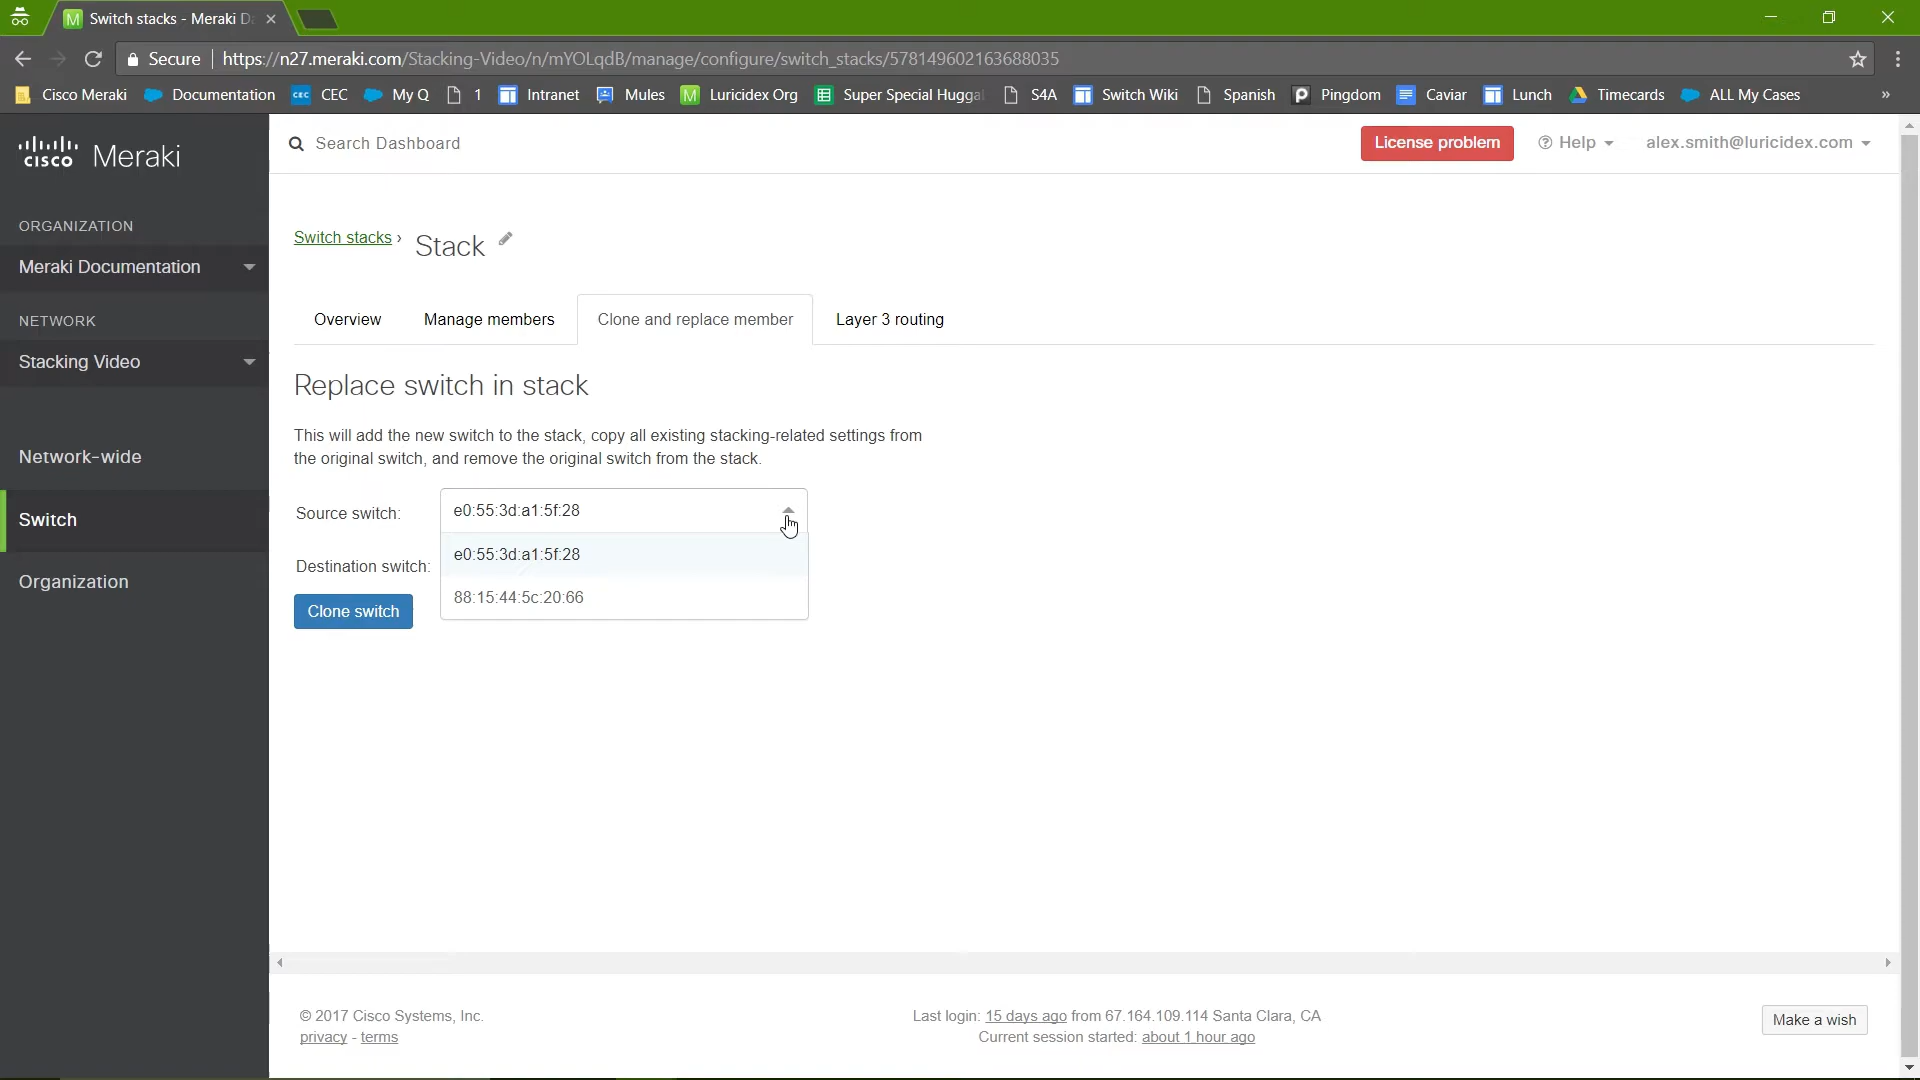 Switch stacks - Meraki D
Secure https://n27.meraki.com/Stacking-Video/n/mYOLqdB/manage/configure/switch_stacks/578149602163688035
Cisco Meraki Documentation CEC CEC My Q 1 Intranet Mules Luricidex Org Super Special Hugga S4A Switch Wiki Spanish Pingdom Caviar Lunch Timecards ALL My Cases »
cisco Meraki
Search Dashboard
License problem
Help
alex.smith@luricidex.com
ORGANIZATION
Meraki Documentation
NETWORK
Stacking Video
Network-wide
Switch
Organization
Switch stacks › Stack
Overview Manage members Clone and replace member Layer 3 routing
Replace switch in stack
This will add the new switch to the stack, copy all existing stacking-related settings from
the original switch, and remove the original switch from the stack.
Source switch: e0:55:3d:a1:5f:28
e0:55:3d:a1:5f:28
Destination switch:
88:15:44:5c:20:66
Clone switch
© 2017 Cisco Systems, Inc.
privacy - terms
Last login: 15 days ago from 67.164.109.114 Santa Clara, CA
Current session started: about 1 hour ago
Make a wish